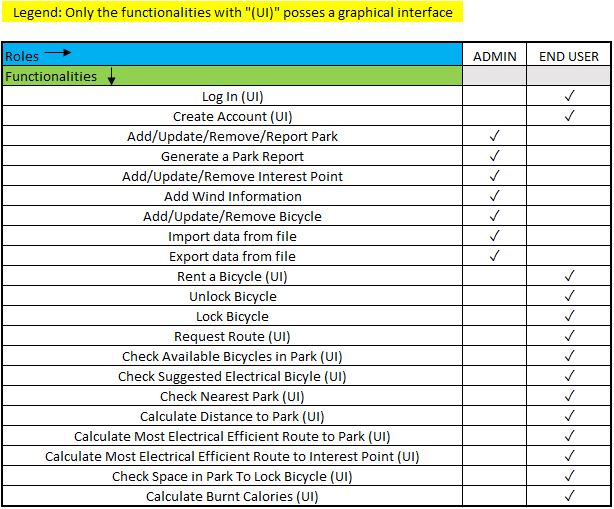 Legend: Only the functionalities with "(UI)" posses a graphical interface
Roles → ADMIN END USER
Functionalities ↓
Log In (UI) ✓
Create Account (UI) ✓
Add/Update/Remove/Report Park ✓
Generate a Park Report ✓
Add/Update/Remove Interest Point ✓
Add Wind Information ✓
Add/Update/Remove Bicycle ✓
Import data from file ✓
Export data from file ✓
Rent a Bicycle (UI) ✓
Unlock Bicycle ✓
Lock Bicycle ✓
Request Route (UI) ✓
Check Available Bicycles in Park (UI) ✓
Check Suggested Electrical Bicyle (UI) ✓
Check Nearest Park (UI) ✓
Calculate Distance to Park (UI) ✓
Calculate Most Electrical Efficient Route to Park (UI) ✓
Calculate Most Electrical Efficient Route to Interest Point (UI) ✓
Check Space in Park To Lock Bicycle (UI) ✓
Calculate Burnt Calories (UI) ✓